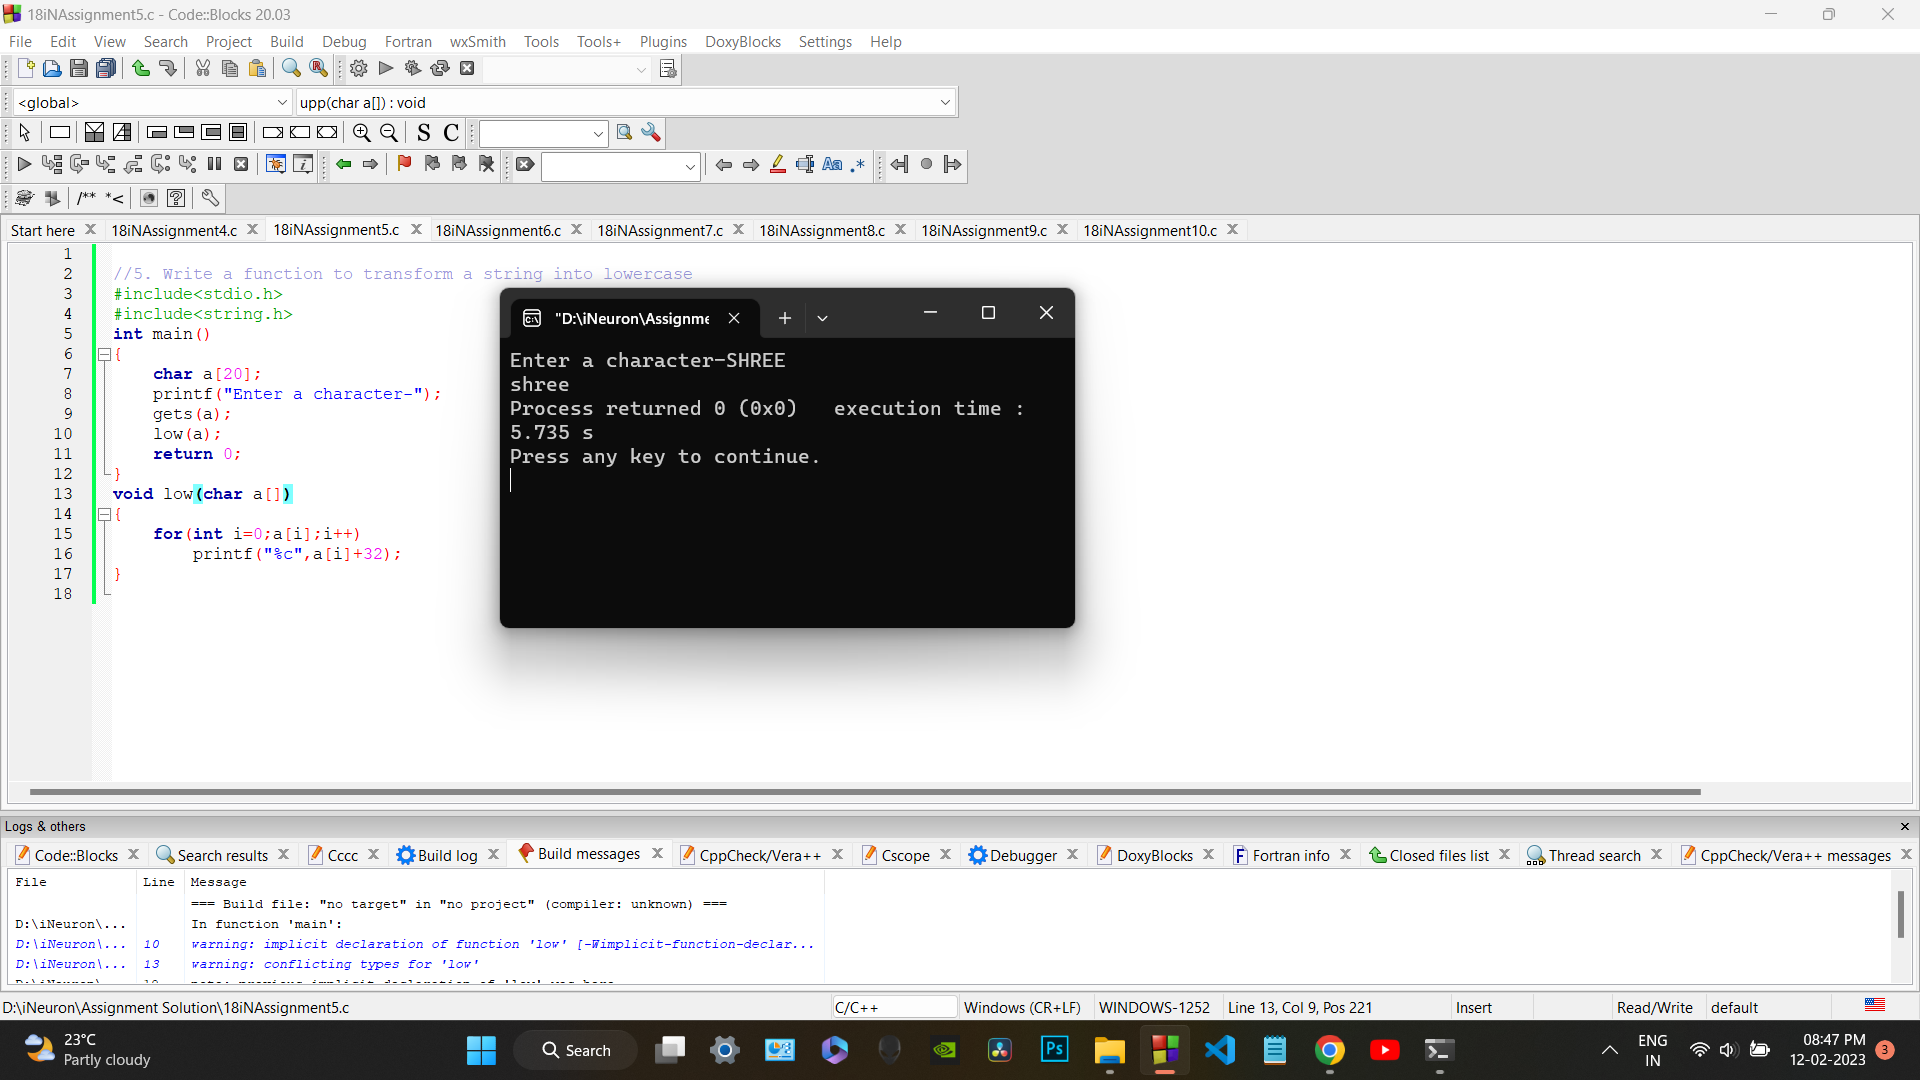 18iNAssignment5.c - Code::Blocks 20.03
File Edit View Search Project Build Debug Fortran wxSmith Tools Tools+ Plugins DoxyBlocks Settings Help
<global> upp(char a[]) : void
S C
Aa .*
/** *<
Start here 18iNAssignment4.c 18iNAssignment5.c 18iNAssignment6.c 18iNAssignment7.c 18iNAssignment8.c 18iNAssignment9.c 18iNAssignment10.c
1
2 //5. Write a function to transform a string into lowercase
3 #include<stdio.h>
4 #include<string.h>
5 int main()
6 {
7 char a[20];
8 printf("Enter a character-");
9 gets(a);
10 low(a);
11 return 0;
12 }
13 void low(char a[])
14 {
15 for(int i=0;a[i];i++)
16 printf("%c",a[i]+32);
17 }
18
"D:\iNeuron\Assignme
Enter a character-SHREE
shree
Process returned 0 (0x0)   execution time :
5.735 s
Press any key to continue.
Logs & others
Code::Blocks Search results Cccc Build log Build messages CppCheck/Vera++ Cscope Debugger DoxyBlocks Fortran info Closed files list Thread search CppCheck/Vera++ messages
File Line Message
=== Build file: "no target" in "no project" (compiler: unknown) ===
D:\iNeuron\... In function 'main':
D:\iNeuron\... 10 warning: implicit declaration of function 'low' [-Wimplicit-function-declar...
D:\iNeuron\... 13 warning: conflicting types for 'low'
D:\iNeuron\Assignment Solution\18iNAssignment5.c C/C++ Windows (CR+LF) WINDOWS-1252 Line 13, Col 9, Pos 221 Insert Read/Write default
23°C
Partly cloudy
Search
Ps
ENG
IN
08:47 PM
12-02-2023
3